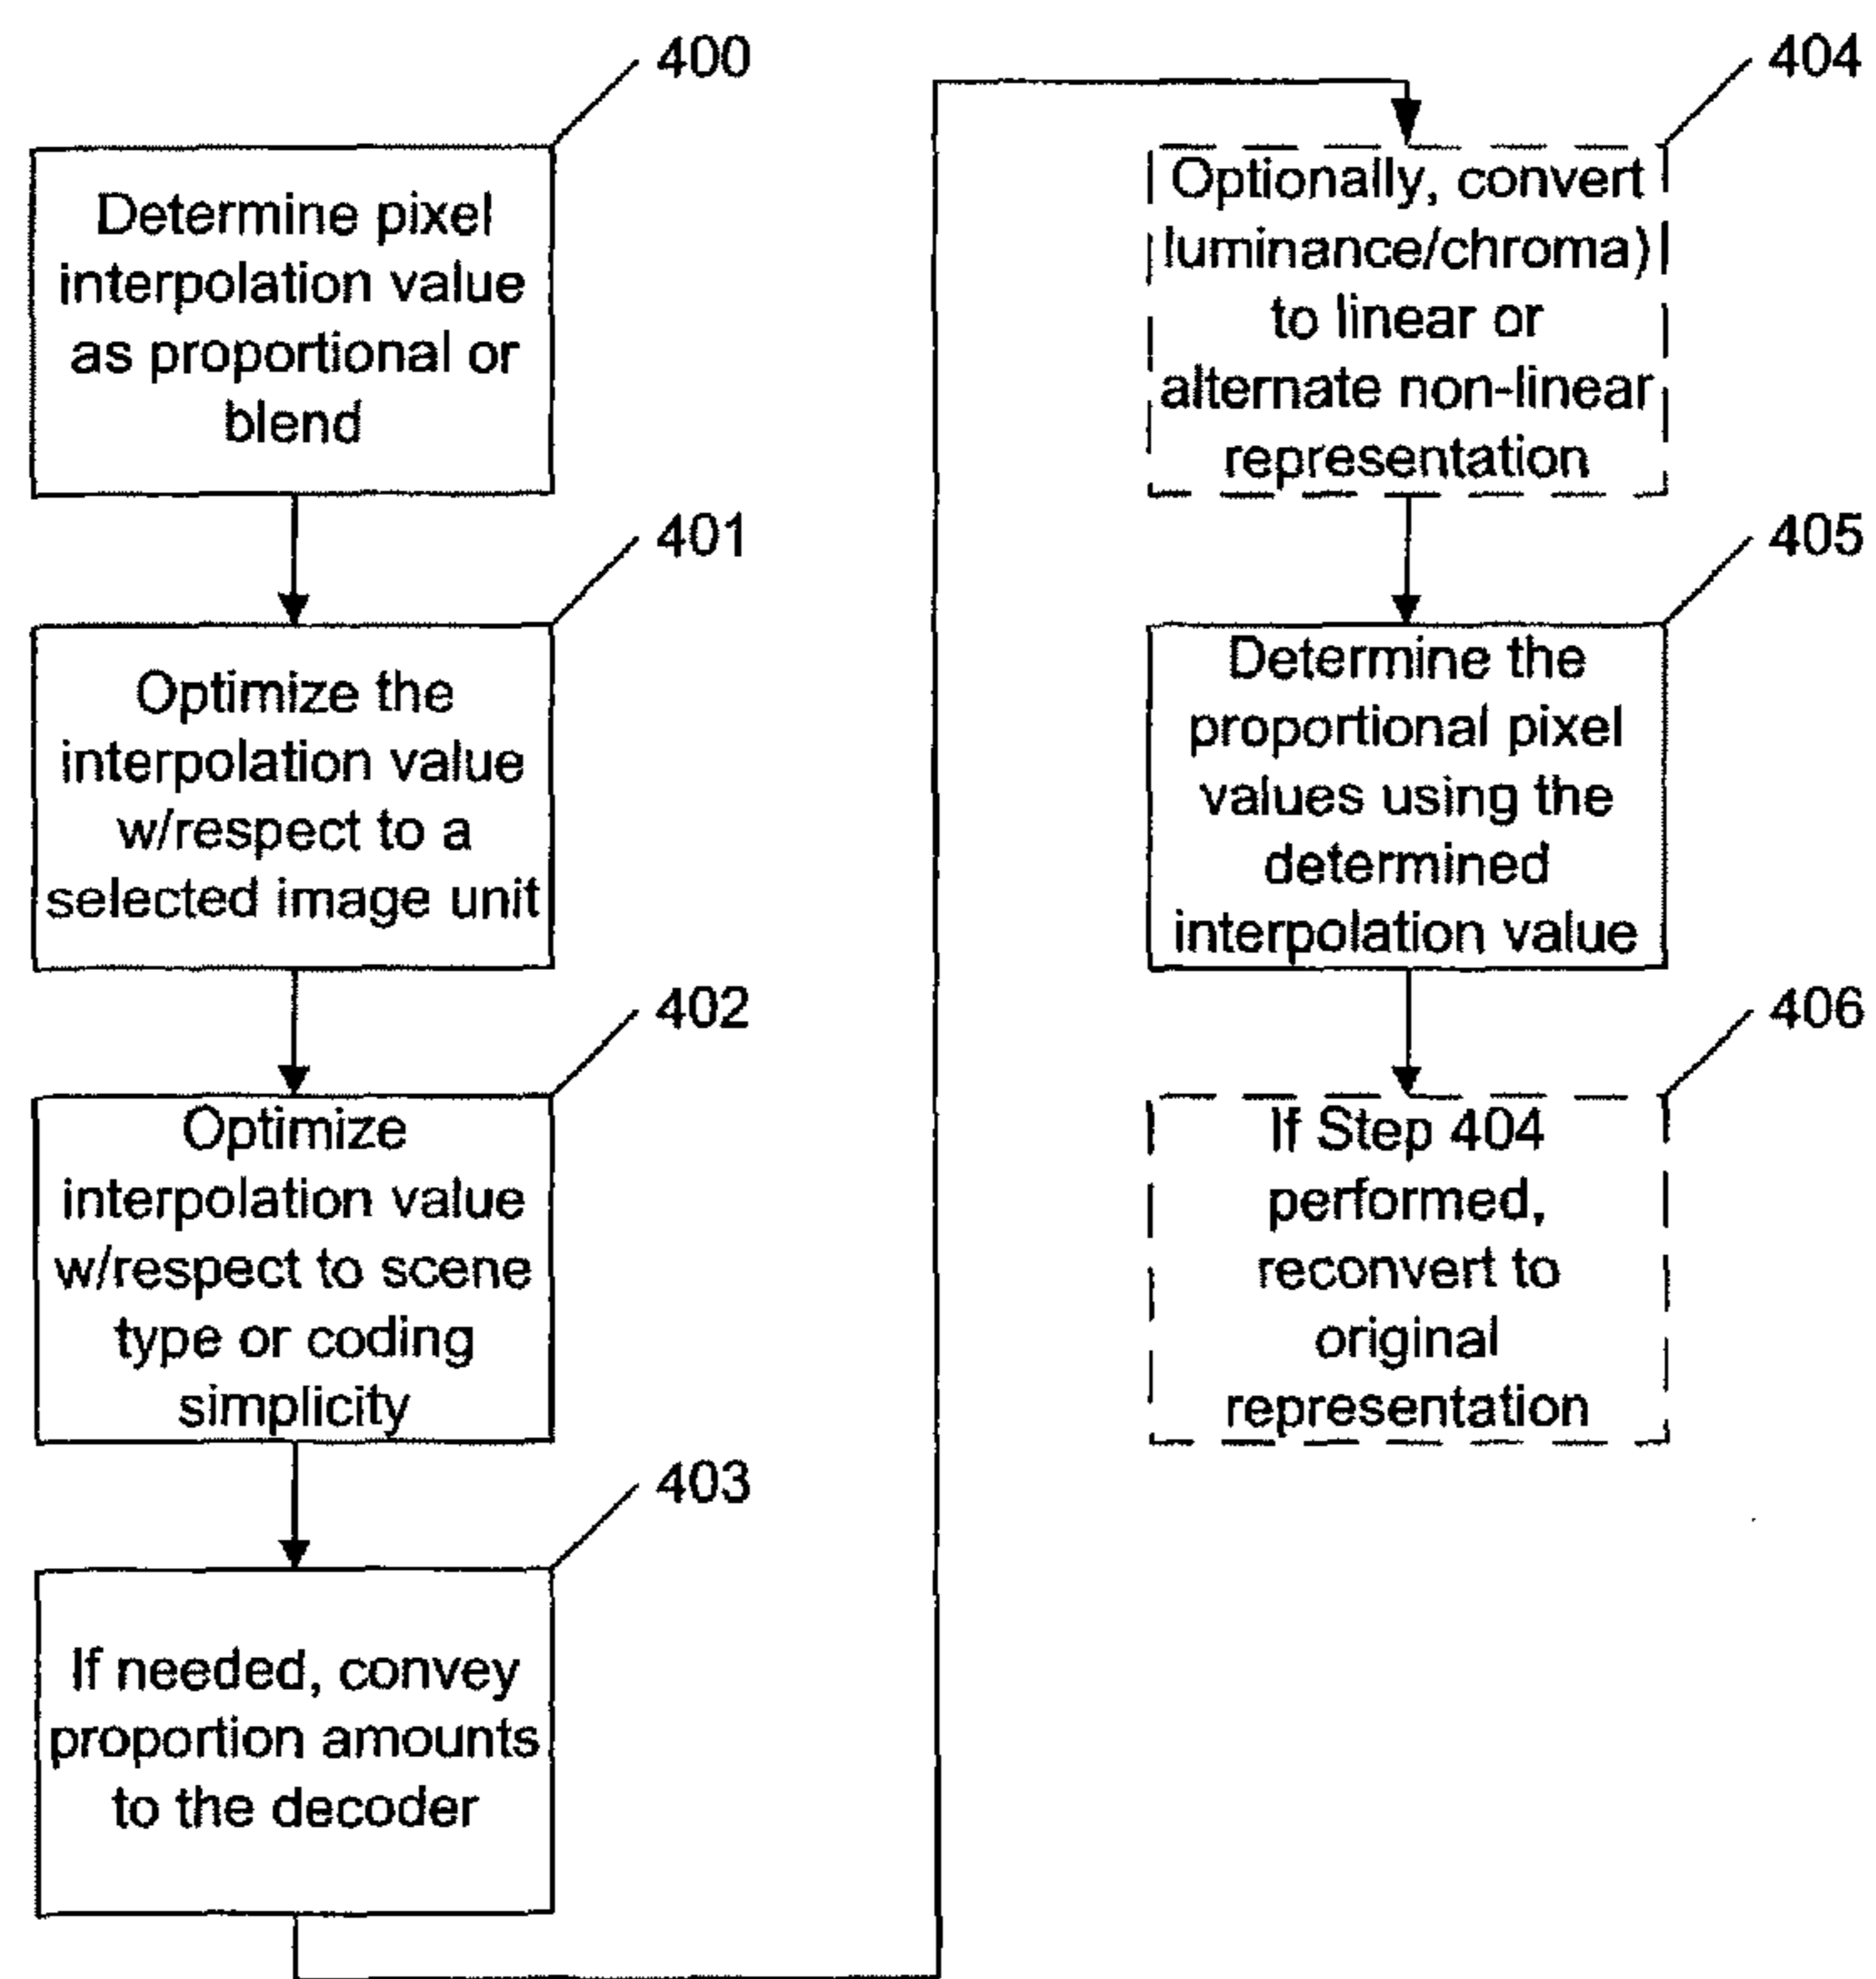 400
Determine pixel
interpolation value
as proportional or
blend
401
Optimize the
interpolation value
w/respect to a
selected image unit
402
Optimize
interpolation value
w/respect to scene
type or coding
simplicity
403
If needed, convey
proportion amounts
to the decoder
404
Optionally, convert
luminance/chroma)
to linear or
alternate non-linear
representation
405
Determine the
proportional pixel
values using the
determined
interpolation value
406
If Step 404
performed,
reconvert to
original
representation